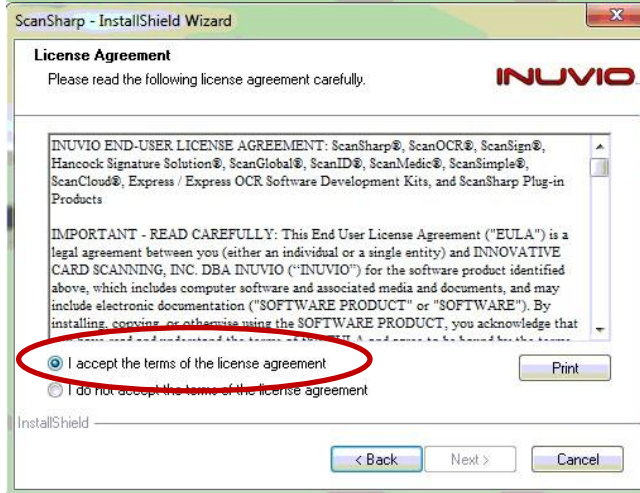 ScanSharp - InstallShield Wizard
License Agreement
Please read the following license agreement carefully.
INUVIO
INUVIO END-USER LICENSE AGREEMENT: ScanSharp®, ScanOCR®, ScanSign®,
Hancock Signature Solution®, ScanGlobal®, ScanID®, ScanMedic®, ScanSimple®,
ScanCloud®, Express / Express OCR Software Development Kits, and ScanSharp Plug-in
Products
IMPORTANT - READ CAREFULLY: This End User License Agreement ("EULA") is a
legal agreement between you (either an individual or a single entity) and INNOVATIVE
CARD SCANNING, INC. DBA INUVIO (“INUVIO”) for the software product identified
above, which includes computer software and associated media and documents, and may
include electronic documentation ("SOFTWARE PRODUCT" or "SOFTWARE"). By
installing, copying, or otherwise using the SOFTWARE PRODUCT, you acknowledge that
I accept the terms of the license agreement
Print
I do not accept the terms of the license agreement
InstallShield
< Back
Next >
Cancel